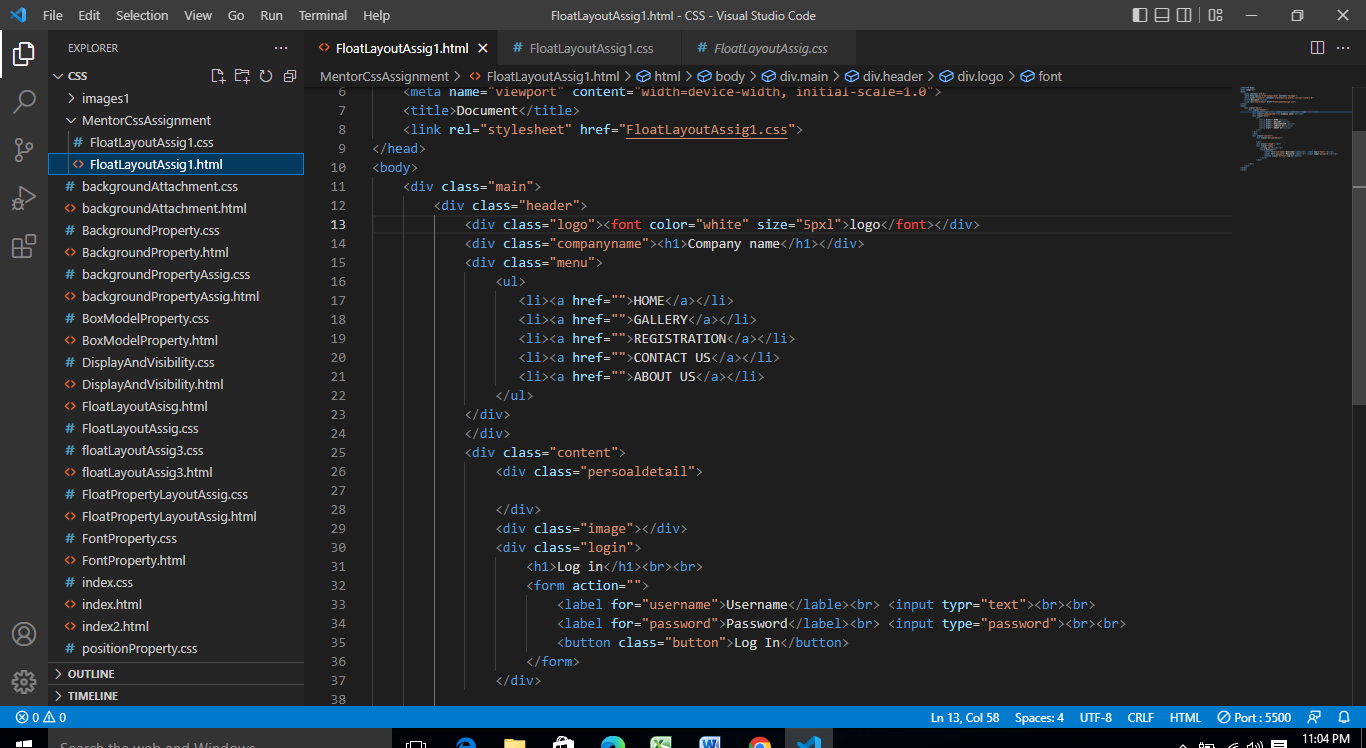 File Edit Selection View Go Run Terminal Help FloatLayoutAssig1.html - CSS - Visual Studio Code
EXPLORER ···
CSS
images1
MentorCssAssignment
# FloatLayoutAssig1.css
<> FloatLayoutAssig1.html
# backgroundAttachment.css
<> backgroundAttachment.html
# BackgroundProperty.css
<> BackgroundProperty.html
# backgroundPropertyAssig.css
<> backgroundPropertyAssig.html
# BoxModelProperty.css
<> BoxModelProperty.html
# DisplayAndVisibility.css
<> DisplayAndVisibility.html
<> FloatLayoutAsisg.html
# FloatLayoutAssig.css
# floatLayoutAssig3.css
<> floatLayoutAssig3.html
# FloatPropertyLayoutAssig.css
<> FloatPropertyLayoutAssig.html
# FontProperty.css
<> FontProperty.html
# index.css
<> index.html
<> index2.html
# positionProperty.css
OUTLINE
TIMELINE
<> FloatLayoutAssig1.html # FloatLayoutAssig1.css # FloatLayoutAssig.css
MentorCssAssignment > <> FloatLayoutAssig1.html > html > body > div.main > div.header > div.logo > font
6 <meta name="viewport" content="width=device-width, initial-scale=1.0">
7 <title>Document</title>
8 <link rel="stylesheet" href="FloatLayoutAssig1.css">
9 </head>
10 <body>
11 <div class="main">
12 <div class="header">
13 <div class="logo"><font color="white" size="5pxl">logo</font></div>
14 <div class="companyname"><h1>Company name</h1></div>
15 <div class="menu">
16 <ul>
17 <li><a href="">HOME</a></li>
18 <li><a href="">GALLERY</a></li>
19 <li><a href="">REGISTRATION</a></li>
20 <li><a href="">CONTACT US</a></li>
21 <li><a href="">ABOUT US</a></li>
22 </ul>
23 </div>
24 </div>
25 <div class="content">
26 <div class="persoaldetail">
27
28 </div>
29 <div class="image"></div>
30 <div class="login">
31 <h1>Log in</h1><br><br>
32 <form action="">
33 <label for="username">Username</lable><br> <input typr="text"><br><br>
34 <label for="password">Password</label><br> <input type="password"><br><br>
35 <button class="button">Log In</button>
36 </form>
37 </div>
38
0 0 Ln 13, Col 58 Spaces: 4 UTF-8 CRLF HTML Port : 5500
Search the web and Windows 11:04 PM